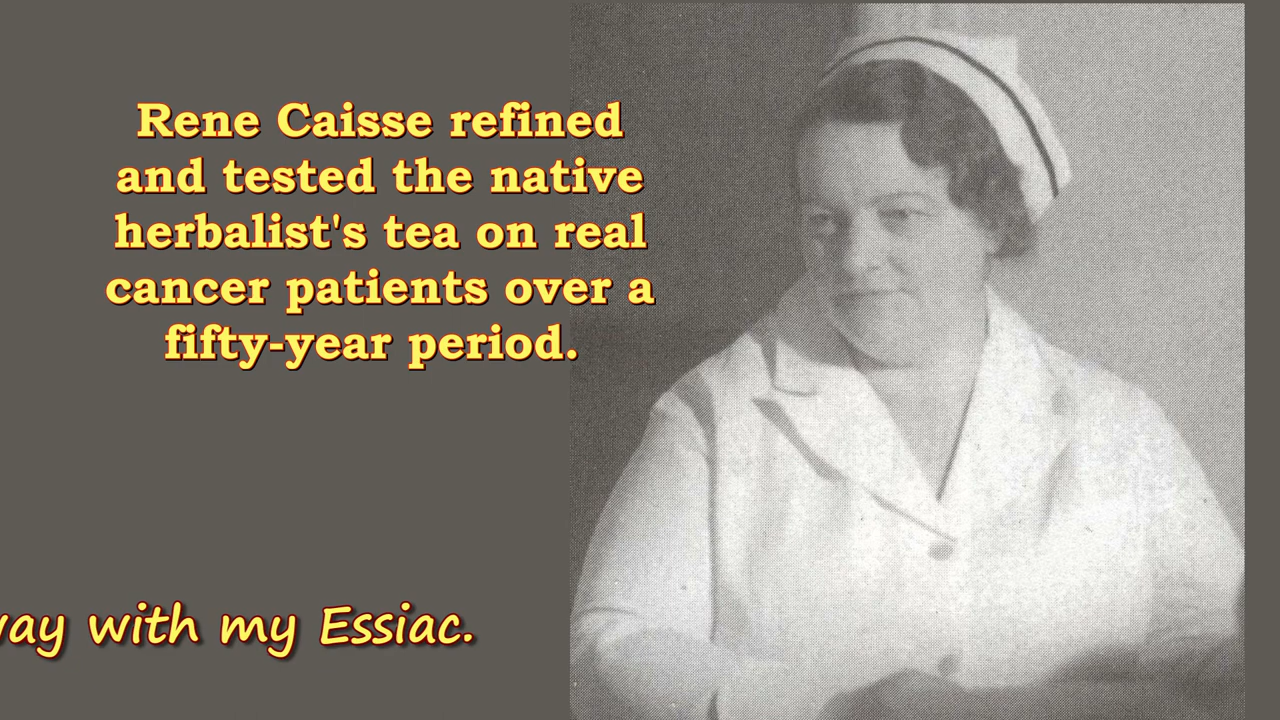 Rene Caisse refined
and tested the native
herbalist's tea on real
cancer patients over a
fifty-year period.
with my Essiac.